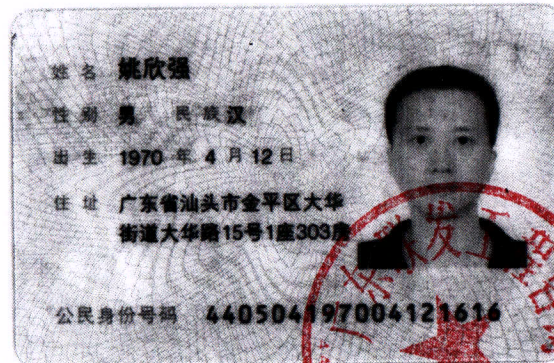 姓名 姚欣强
性别 男 民族 汉
出生 1970 年 4 月 12 日
住址 广东省汕头市金平区大华
街道大华路15号1座303房
公民身份号码 440504197004121616